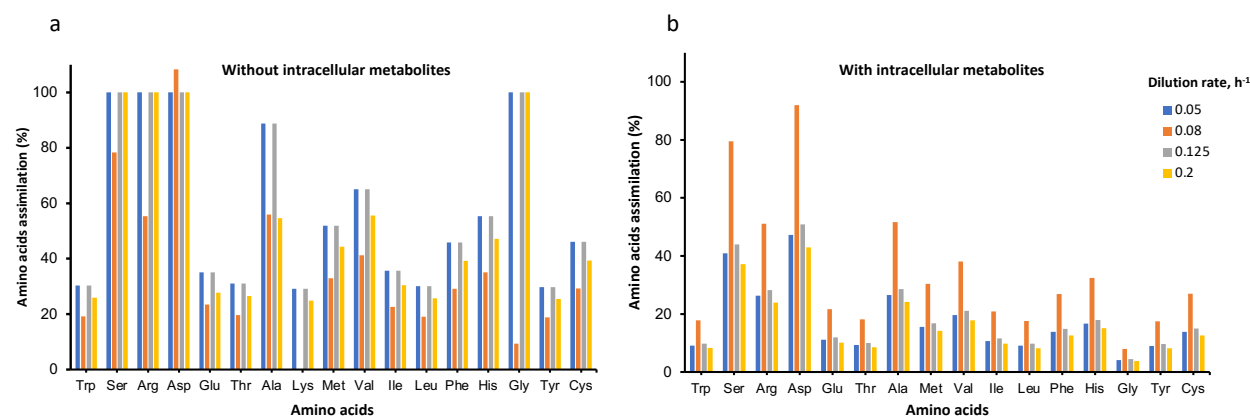 a
Without intracellular metabolites
Amino acids assimilation (%)
100
80
60
40
20
0
Trp Ser Arg Asp Glu Thr Ala Lys Met Val Ile Leu Phe His Gly Tyr Cys
Amino acids
b
With intracellular metabolites
Dilution rate, h-1
0.05
0.08
0.125
0.2
Amino acids assimilation (%)
100
80
60
40
20
0
Trp Ser Arg Asp Glu Thr Ala Met Val Ile Leu Phe His Gly Tyr Cys
Amino acids